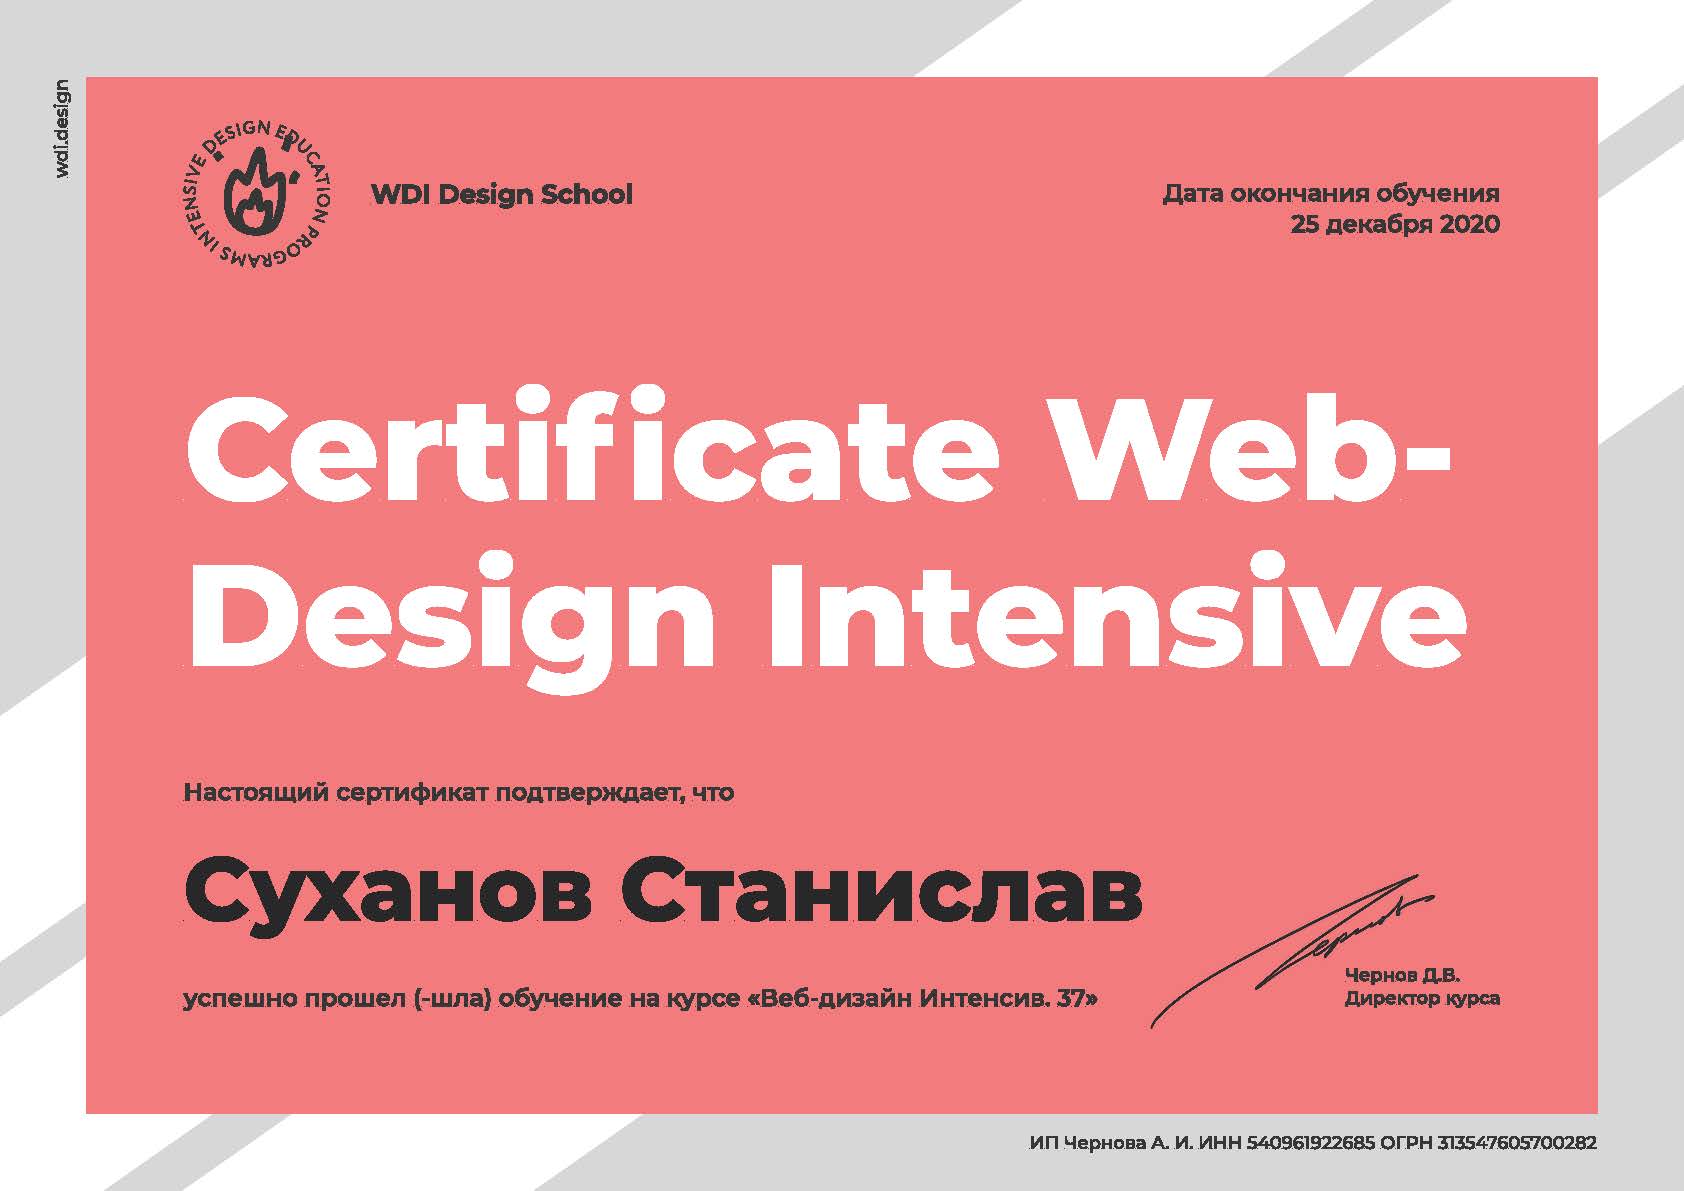 wdi.design
INTENSIVE DESIGN EDUCATION PROGRAMS
WDI Design School
Дата окончания обучения
25 декабря 2020
Certificate Web-
Design Intensive
Настоящий сертификат подтверждает, что
Суханов Станислав
успешно прошел (-шла) обучение на курсе «Веб-дизайн Интенсив. 37»
Чернов Д.В.
Директор курса
ИП Чернова А. И. ИНН 540961922685 ОГРН 313547605700282